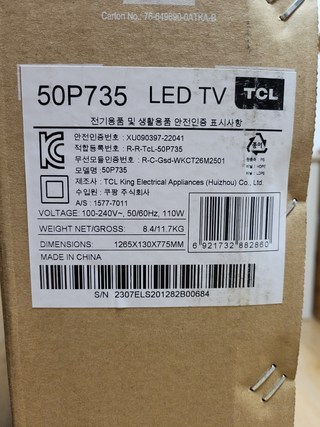 Carton No.: 76-649890-0ATKA-B
50P735 LED TV TCL
전기용품 및 생활용품 안전인증 표시사항
안전인증번호 : XU090397-22041
적합등록번호 : R-R-TcL-50P735
무선모듈인증번호 : R-C-Gsd-WKCT26M2501
모델명 : 50P735
제조사 : TCL King Electrical Appliances (Huizhou) Co., Ltd.
수입원 : 쿠팡 주식회사
A/S : 1577-7011
VOLTAGE: 100-240V~, 50/60Hz, 110W
WEIGHT NET/GROSS: 8.4/11.7KG
DIMENSIONS: 1265X130X775MM
6 921732 882860
MADE IN CHINA
S/N 2307ELS201282B00684